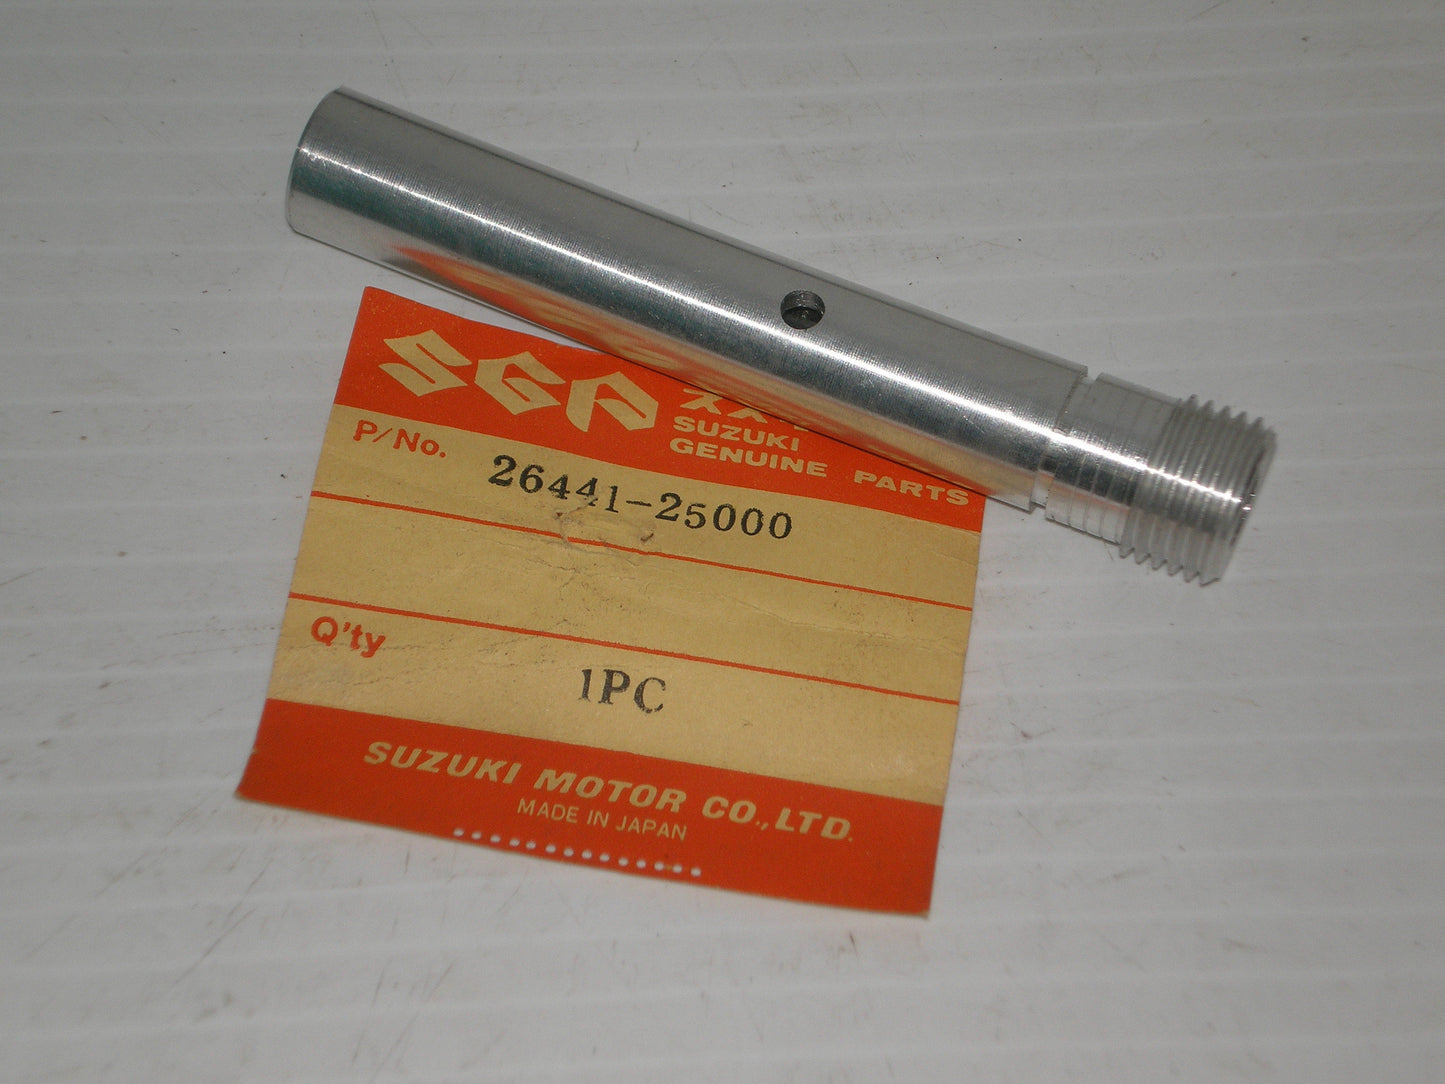 SGP
SUZUKI
GENUINE PARTS
P/No. 26441-25000
Q'ty
1PC
SUZUKI MOTOR CO., LTD.
MADE IN JAPAN